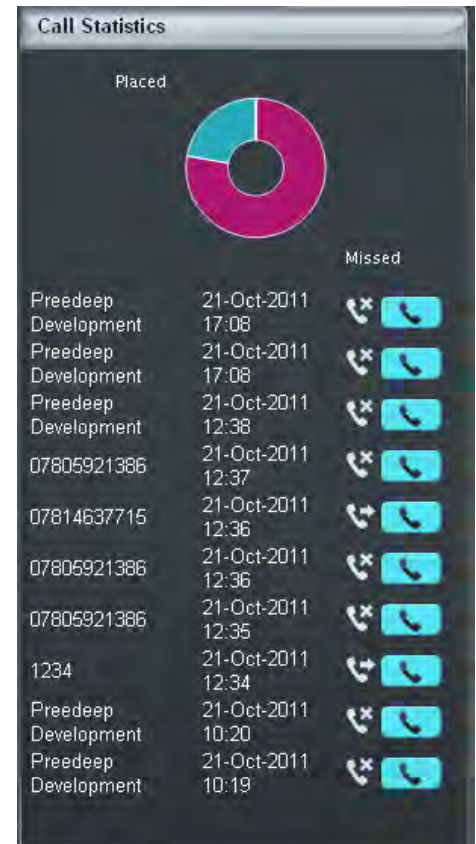 Call Statistics
Placed
Missed
Preedeep 21-Oct-2011
Development 17:08
Preedeep 21-Oct-2011
Development 17:08
Preedeep 21-Oct-2011
Development 12:38
07805921386 21-Oct-2011
12:37
07814637715 21-Oct-2011
12:36
07805921386 21-Oct-2011
12:36
07805921386 21-Oct-2011
12:35
1234 21-Oct-2011
12:34
Preedeep 21-Oct-2011
Development 10:20
Preedeep 21-Oct-2011
Development 10:19